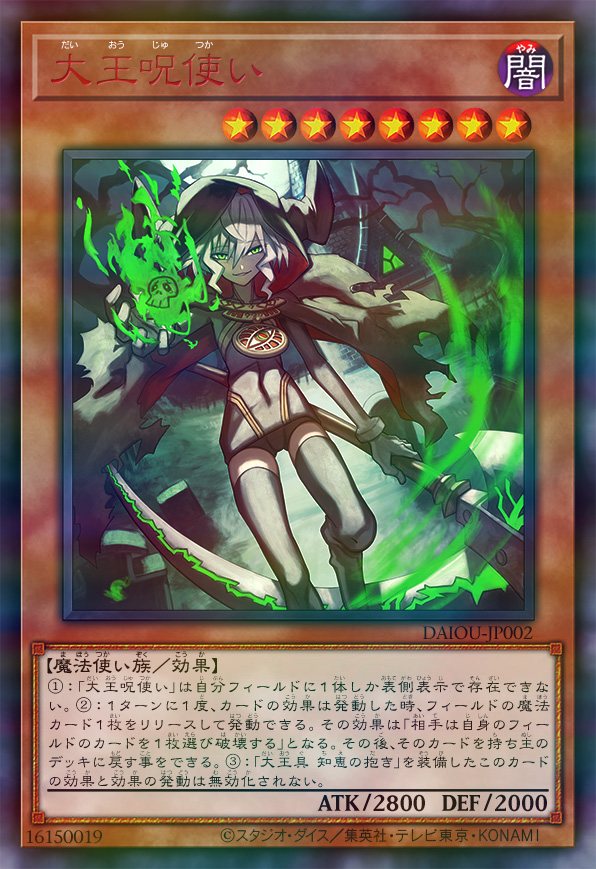 大王呪使い
闇
DAIOU-JP002
【魔法使い族／効果】
①：「大王呪使い」は自分フィールドに１体しか表側表示で存在できな
い。②：１ターンに１度、カードの効果は発動した時、フィールドの魔法
カード１枚をリリースして発動できる。その効果は「相手は自身のフィー
ルドのカードを１枚選び破壊する」となる。その後、そのカードを持ち主の
デッキに戻す事をできる。③：「大王具 知恵の抱き」を装備したこのカード
の効果と効果の発動は無効化されない。
ATK/2800 DEF/2000
16150019 ©スタジオ・ダイス／集英社・テレビ東京・KONAMI